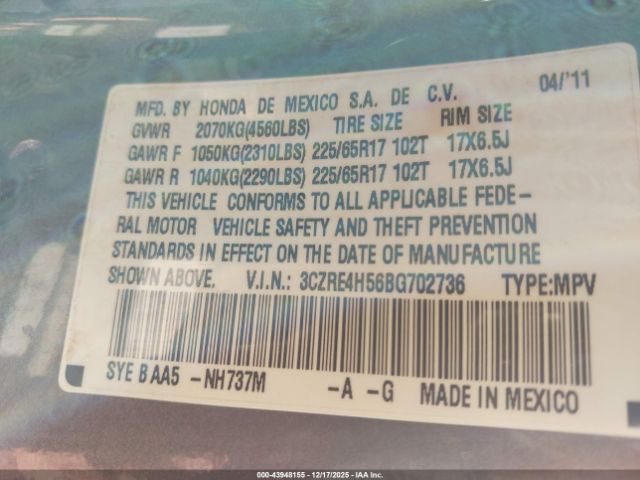 MFD. BY HONDA DE MEXICO S.A. DE C.V. 04/'11
GVWR 2070KG(4560LBS) TIRE SIZE RIM SIZE
GAWR F 1050KG(2310LBS) 225/65R17 102T 17X6.5J
GAWR R 1040KG(2290LBS) 225/65R17 102T 17X6.5J
THIS VEHICLE CONFORMS TO ALL APPLICABLE FEDE-
RAL MOTOR VEHICLE SAFETY AND THEFT PREVENTION
STANDARDS IN EFFECT ON THE DATE OF MANUFACTURE
SHOWN ABOVE. V.I.N.: 3CZRE4H56BG702736 TYPE:MPV
SYE B AA5 -NH737M -A -G MADE IN MEXICO
000-43948155 - 12/17/2025 - IAA Inc.